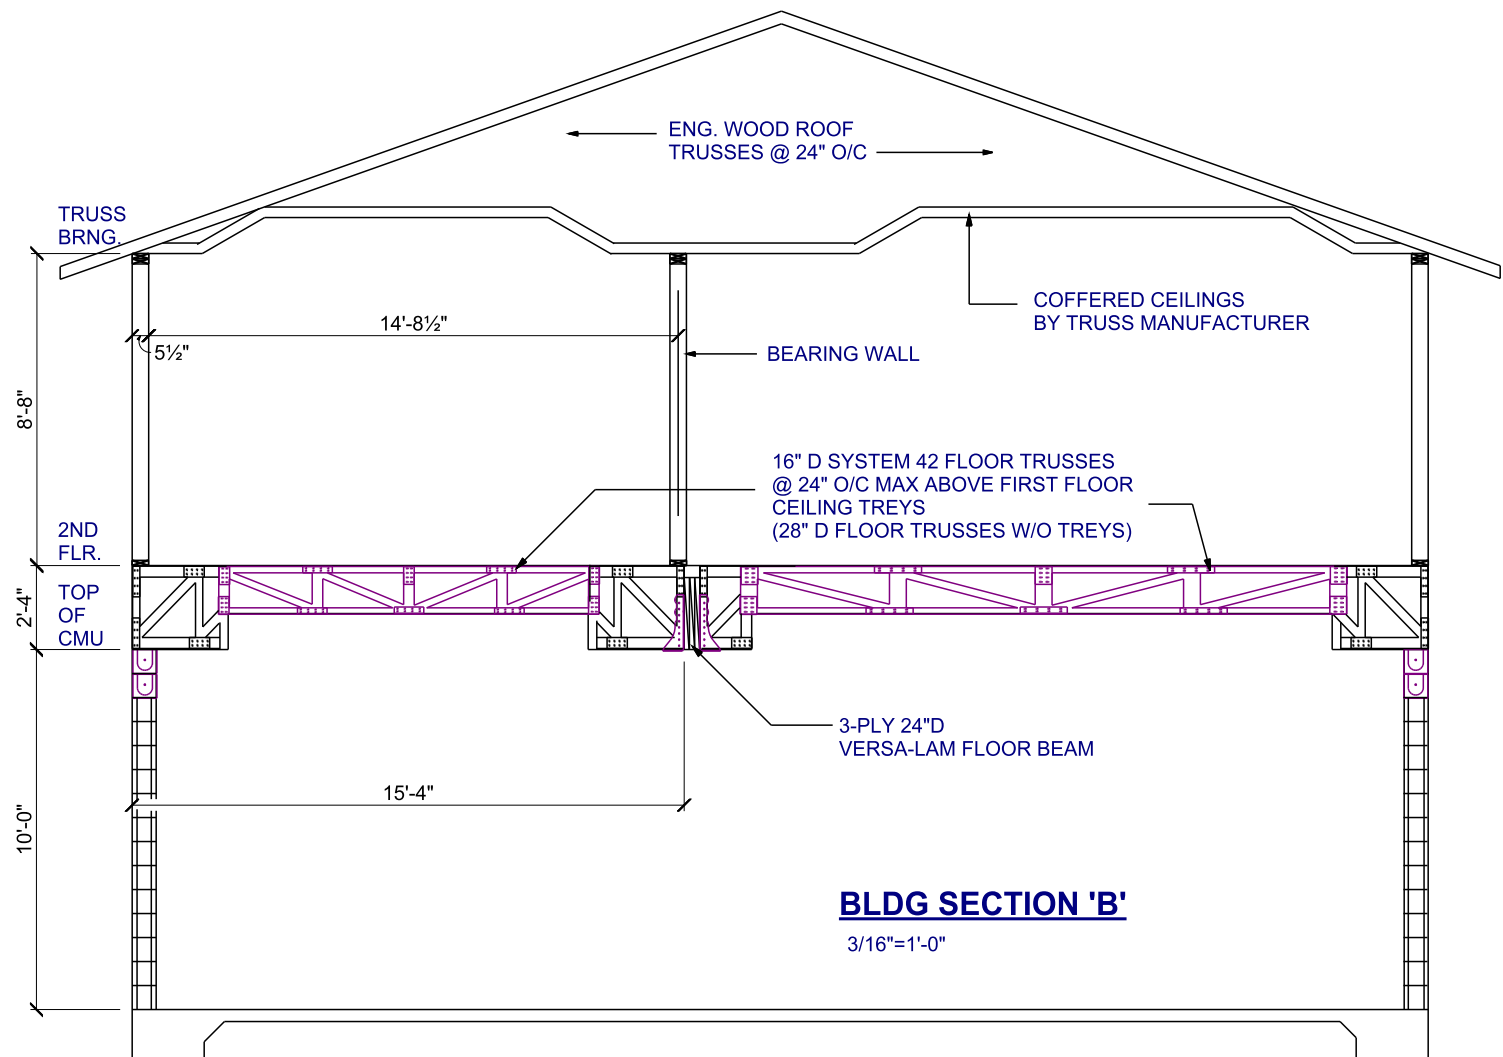 ENG. WOOD ROOF
TRUSSES @ 24" O/C
TRUSS
BRNG.
COFFERED CEILINGS
BY TRUSS MANUFACTURER
14'-8½"
5½"
BEARING WALL
8'-8"
16" D SYSTEM 42 FLOOR TRUSSES
@ 24" O/C MAX ABOVE FIRST FLOOR
CEILING TREYS
(28" D FLOOR TRUSSES W/O TREYS)
2ND
FLR.
2'-4"
TOP
OF
CMU
3-PLY 24"D
VERSA-LAM FLOOR BEAM
15'-4"
10'-0"
BLDG SECTION 'B'
3/16"=1'-0"